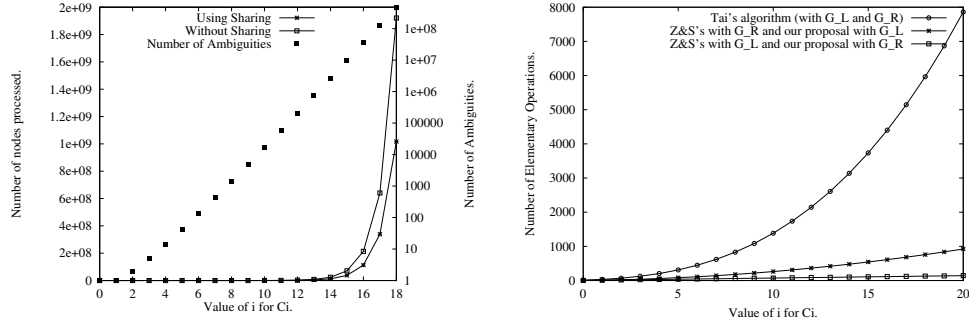 2e+09
1.8e+09
1.6e+09
1.4e+09
1.2e+09
1e+09
8e+08
6e+08
4e+08
2e+08
0
Number of nodes processed.
Using Sharing
Without Sharing
Number of Ambiguities
1e+08
1e+07
1e+06
100000
10000
1000
100
10
1
Number of Ambiguities.
0 2 4 6 8 10 12 14 16 18
Value of i for Ci.
8000
7000
6000
5000
4000
3000
2000
1000
0
Number of Elementary Operations.
Tai's algorithm (with G_L and G_R)
Z&S's with G_R and our proposal with G_L
Z&S's with G_L and our proposal with G_R
0 5 10 15 20
Value of i for Ci.